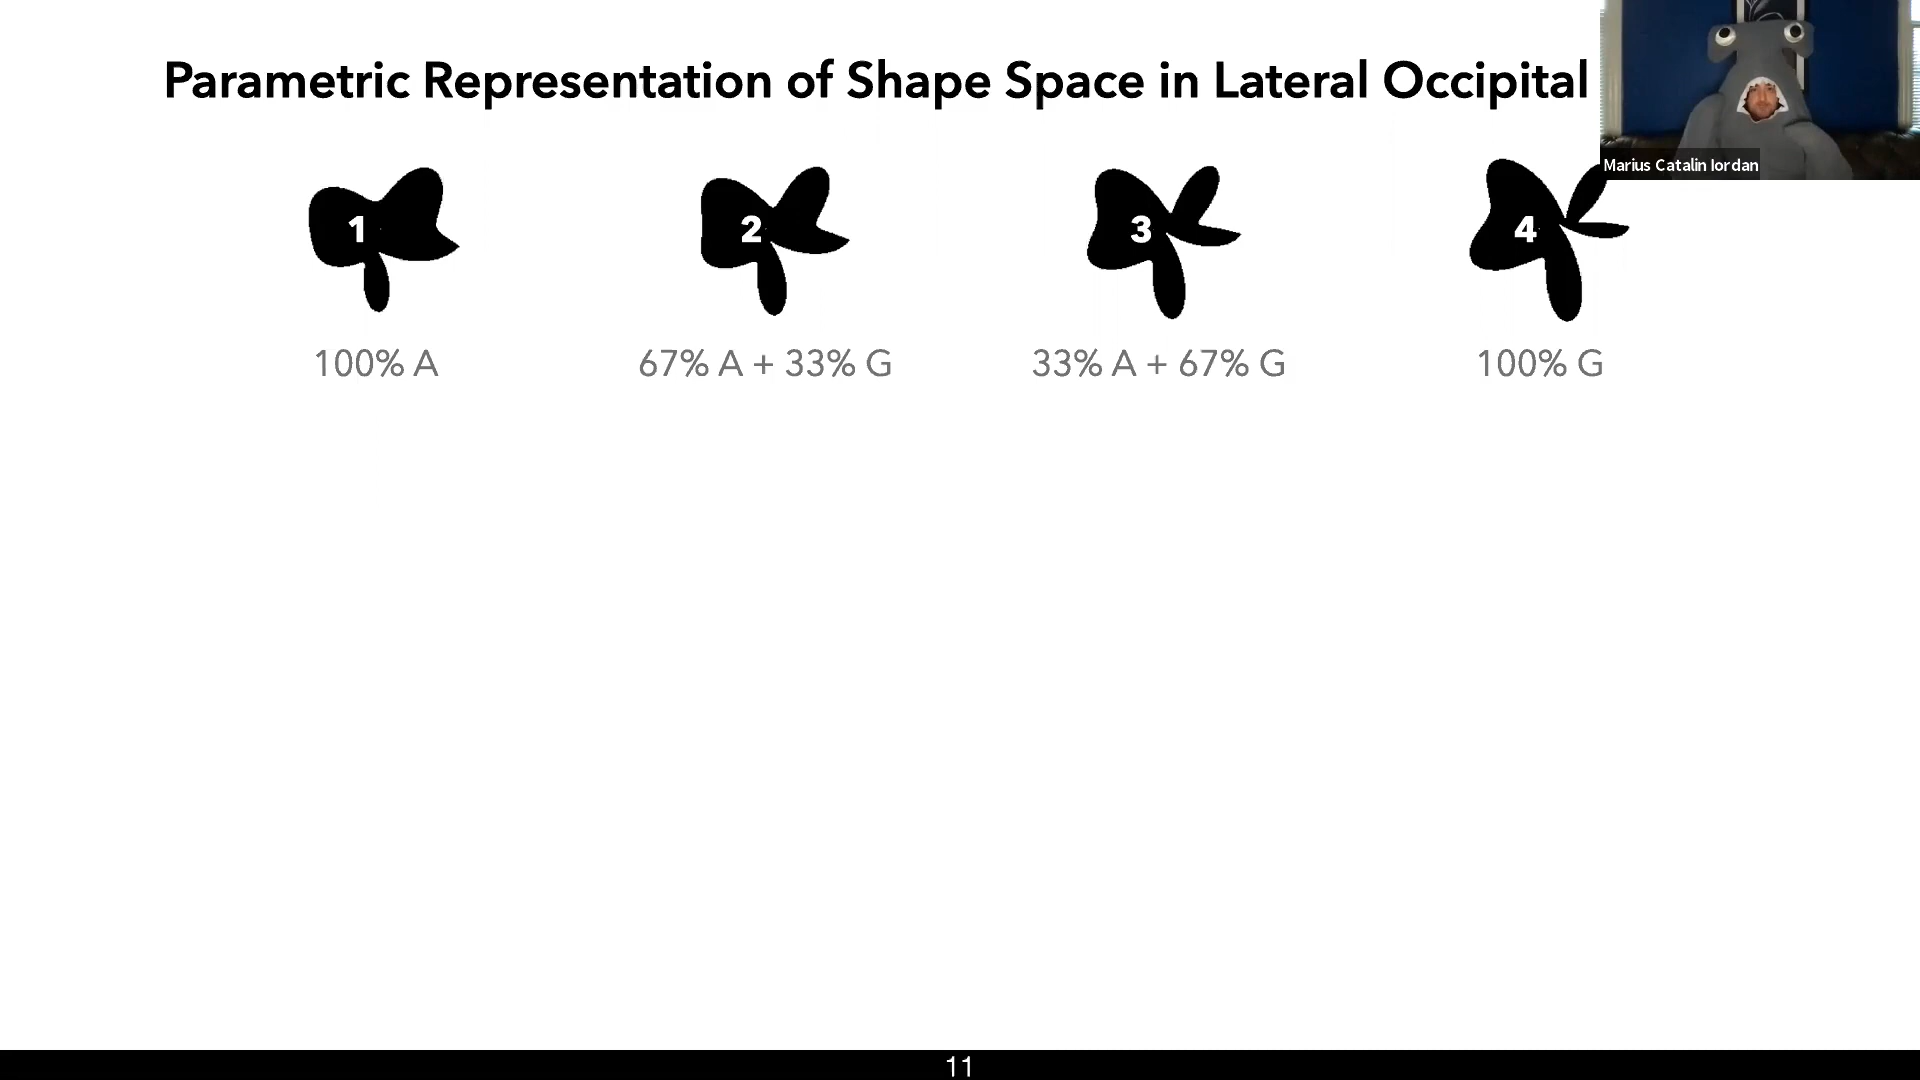 Parametric Representation of Shape Space in Lateral Occipital
Marius Catalin Iordan
1
2
3
4
100% A
67% A + 33% G
33% A + 67% G
100% G
11